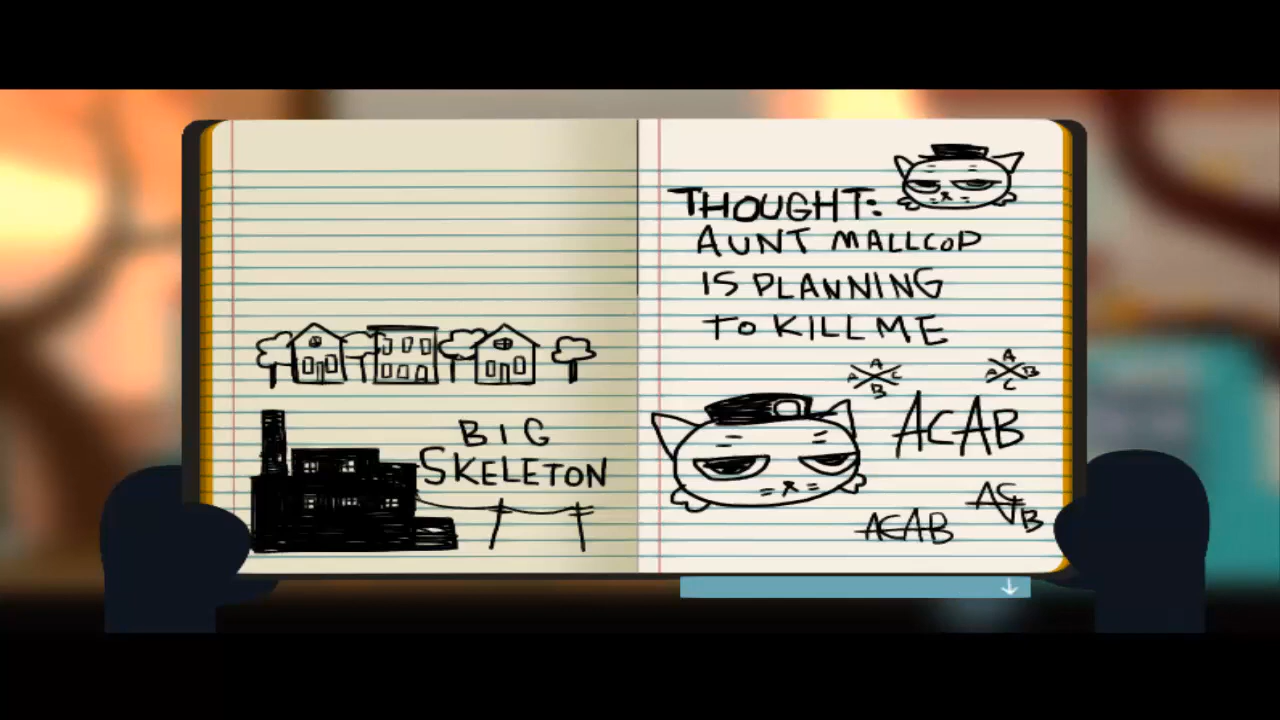 BIG
SKELETON
THOUGHT:
AUNT MALLCOP
IS PLANNING
TO KILL ME
A
A C
B
A
A B
C
ACAB
ACAB
ACAB